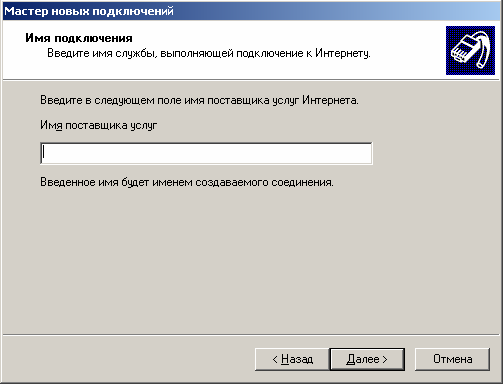 Мастер новых подключений
Имя подключения
Введите имя службы, выполняющей подключение к Интернету.
Введите в следующем поле имя поставщика услуг Интернета.
Имя поставщика услуг
Введенное имя будет именем создаваемого соединения.
< Назад
Далее >
Отмена